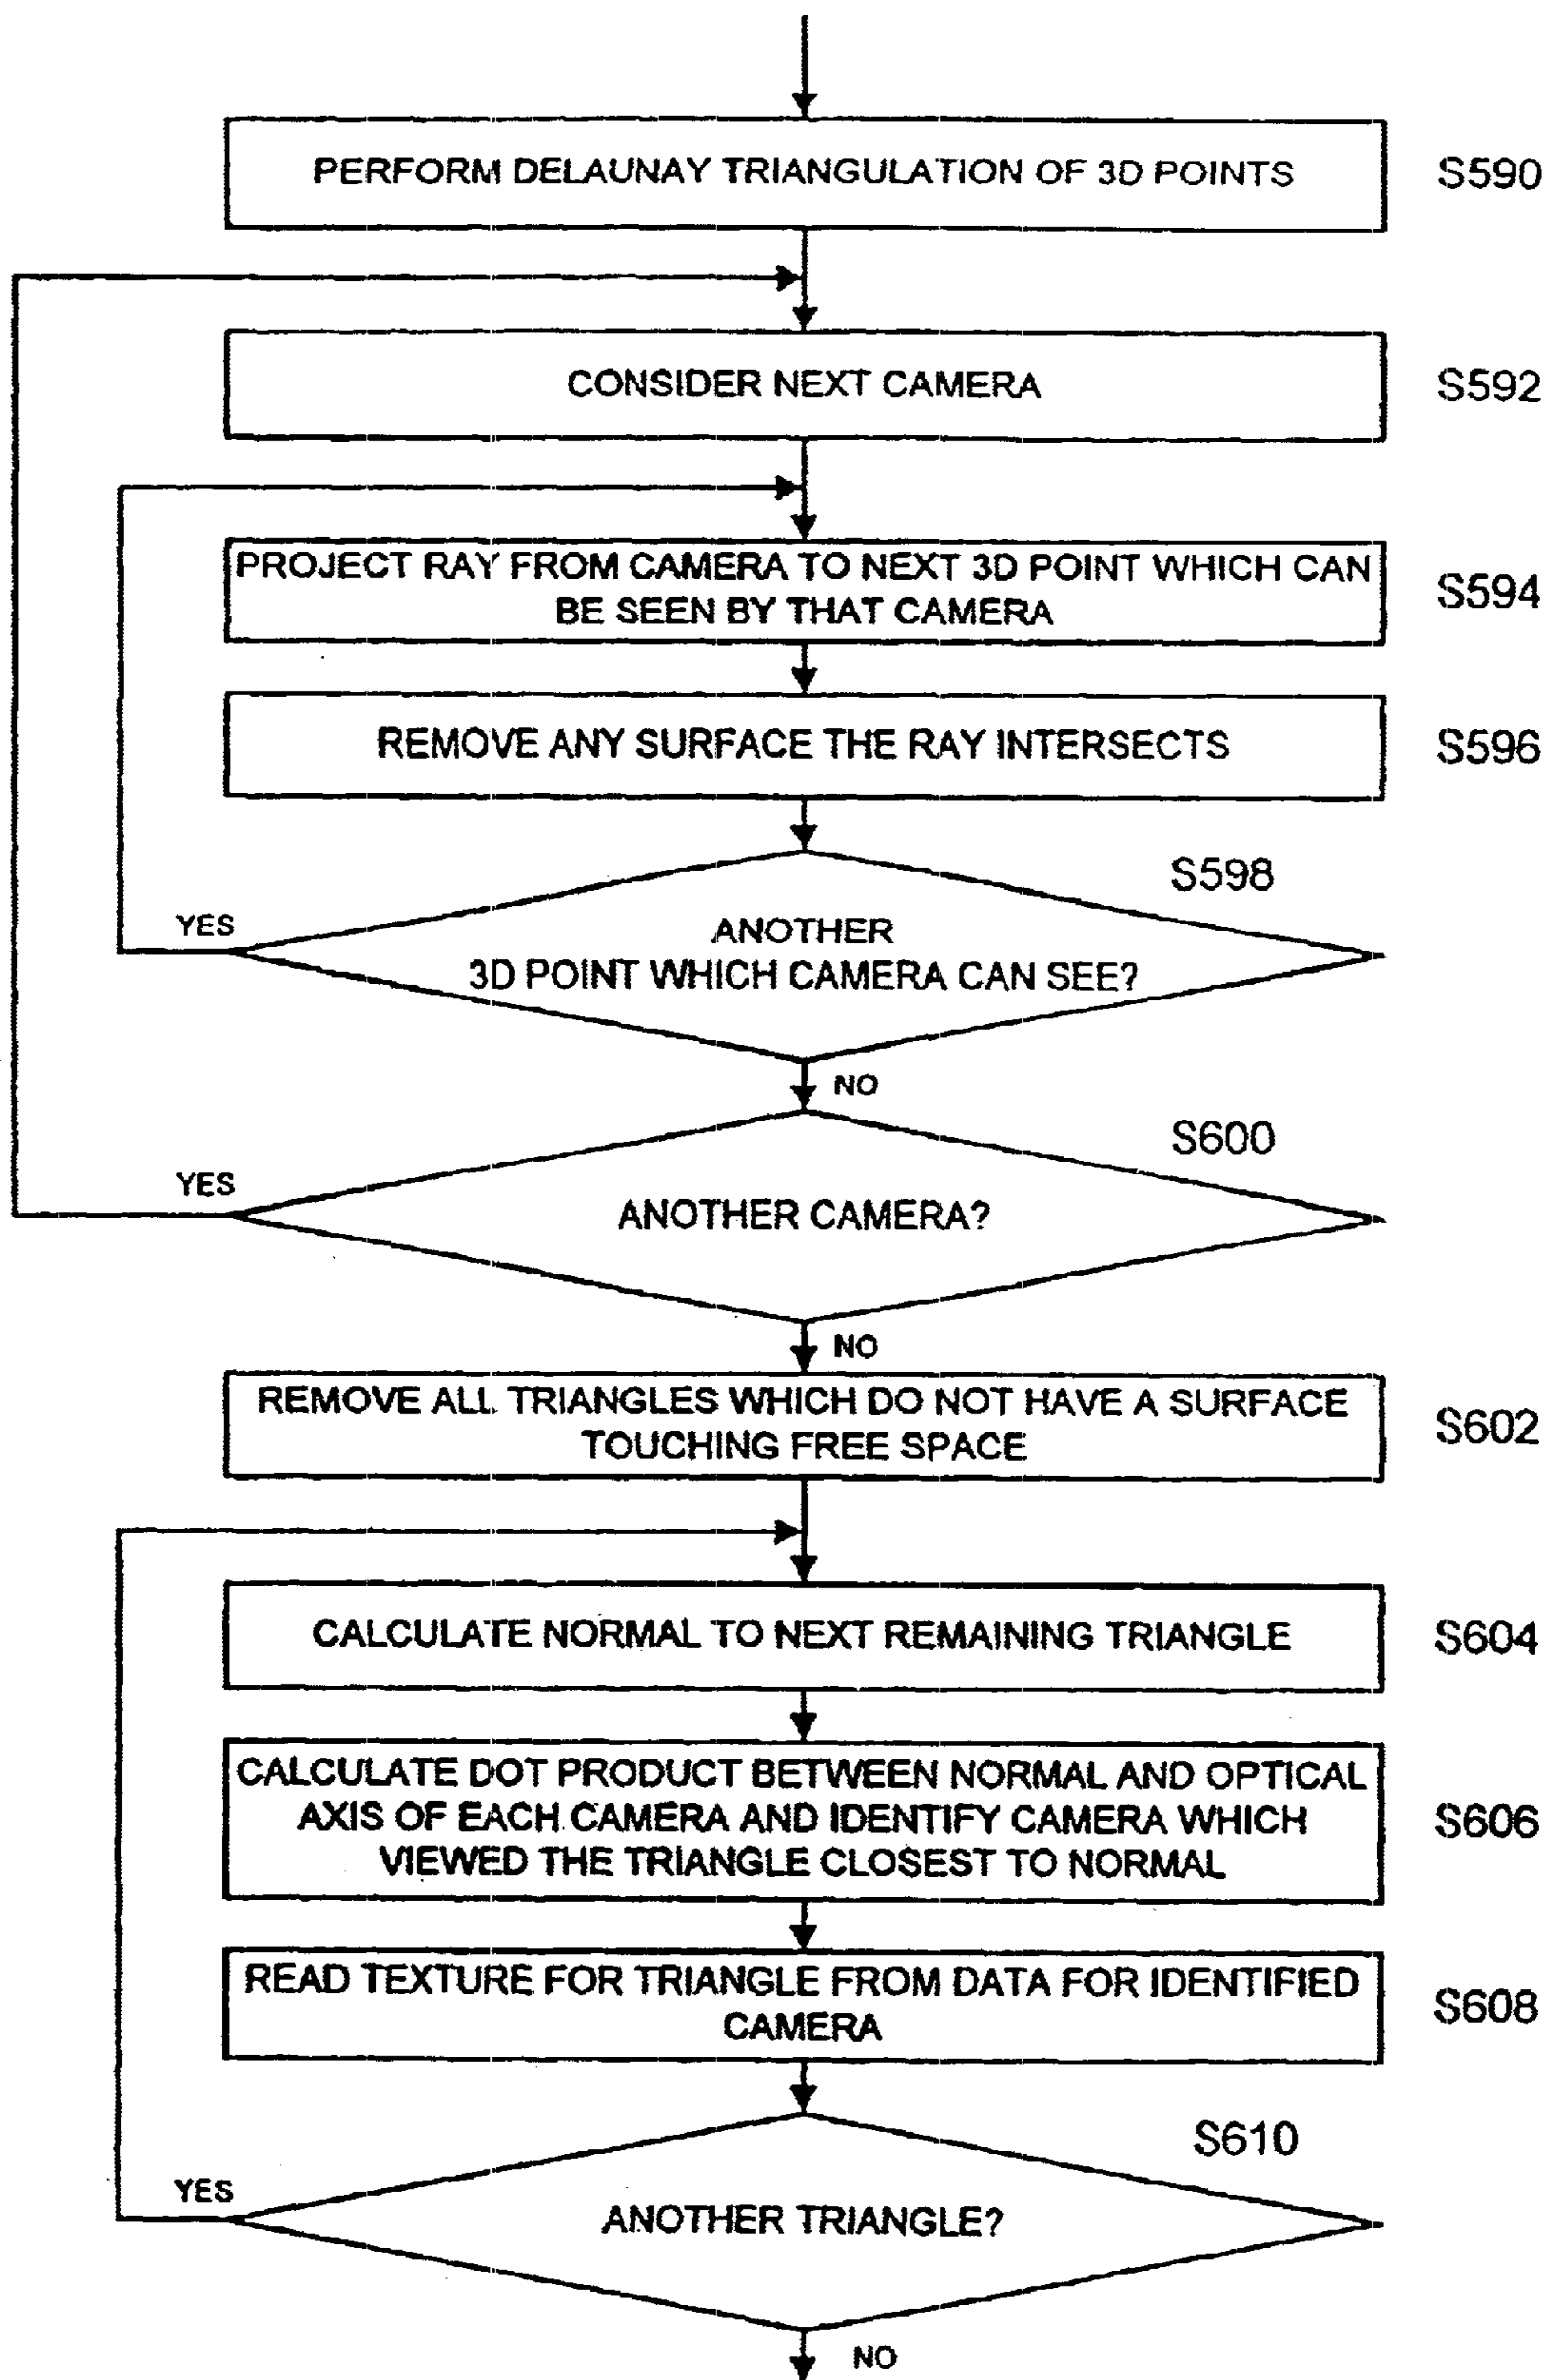 PERFORM DELAUNAY TRIANGULATION OF 3D POINTS
S590
CONSIDER NEXT CAMERA
S592
PROJECT RAY FROM CAMERA TO NEXT 3D POINT WHICH CAN
BE SEEN BY THAT CAMERA
S594
REMOVE ANY SURFACE THE RAY INTERSECTS
S596
S598
YES
ANOTHER
3D POINT WHICH CAMERA CAN SEE?
NO
S600
YES
ANOTHER CAMERA?
NO
REMOVE ALL TRIANGLES WHICH DO NOT HAVE A SURFACE
TOUCHING FREE SPACE
S602
CALCULATE NORMAL TO NEXT REMAINING TRIANGLE
S604
CALCULATE DOT PRODUCT BETWEEN NORMAL AND OPTICAL
AXIS OF EACH CAMERA AND IDENTIFY CAMERA WHICH
VIEWED THE TRIANGLE CLOSEST TO NORMAL
S606
READ TEXTURE FOR TRIANGLE FROM DATA FOR IDENTIFIED
CAMERA
S608
S610
YES
ANOTHER TRIANGLE?
NO